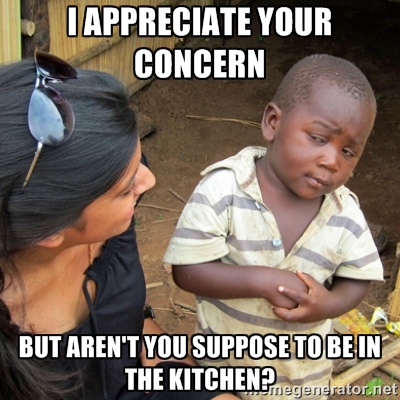 I APPRECIATE YOUR
CONCERN
BUT AREN'T YOU SUPPOSE TO BE IN
THE KITCHEN?
memegenerator.net